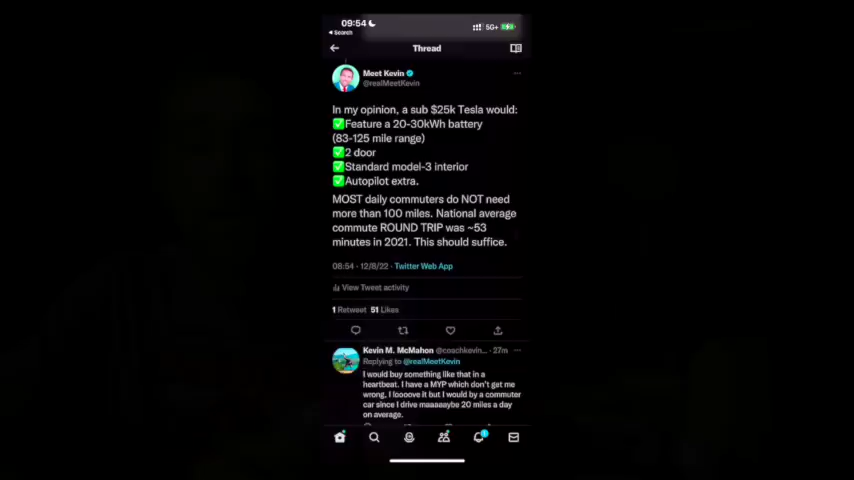 09:54
Search
5G+
Thread
Meet Kevin
@realMeetKevin
In my opinion, a sub $25k Tesla would:
✅Feature a 20-30kWh battery
(83-125 mile range)
✅2 door
✅Standard model-3 interior
✅Autopilot extra.
MOST daily commuters do NOT need
more than 100 miles. National average
commute ROUND TRIP was ~53
minutes in 2021. This should suffice.
08:54 · 12/8/22 · Twitter Web App
View Tweet activity
1 Retweet 51 Likes
Kevin M. McMahon @coachkevin... · 27m
Replying to @realMeetKevin
I would buy something like that in a
heartbeat. I have a MYP which don't get me
wrong, I loooove it but I would by a commuter
car since I drive maaaaaybe 20 miles a day
on average.